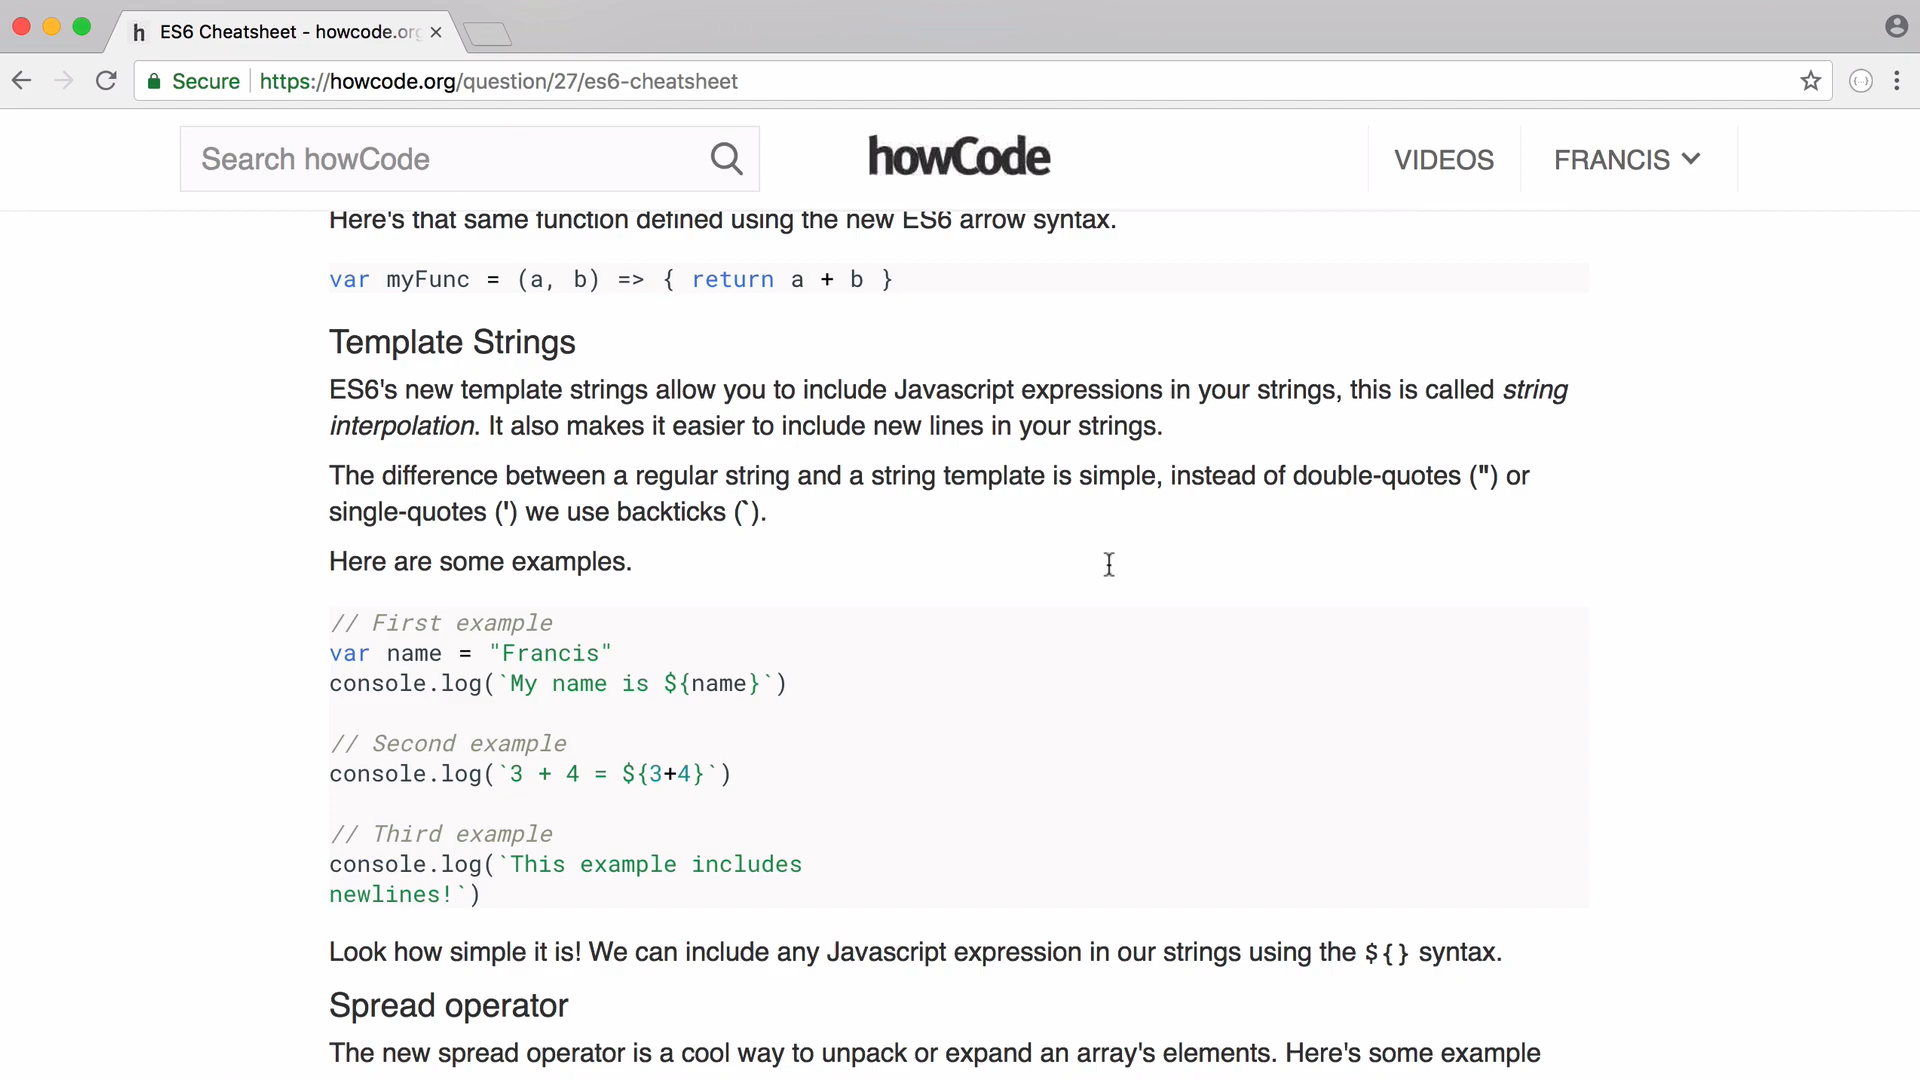 h ES6 Cheatsheet - howcode.org
Secure https://howcode.org/question/27/es6-cheatsheet
Search howCode howCode VIDEOS FRANCIS
Here's that same function defined using the new ES6 arrow syntax.
var myFunc = (a, b) => { return a + b }
Template Strings
ES6's new template strings allow you to include Javascript expressions in your strings, this is called string
interpolation. It also makes it easier to include new lines in your strings.
The difference between a regular string and a string template is simple, instead of double-quotes (") or
single-quotes (') we use backticks (`).
Here are some examples.
// First example
var name = "Francis"
console.log(`My name is ${name}`)
// Second example
console.log(`3 + 4 = ${3+4}`)
// Third example
console.log(`This example includes
newlines!`)
Look how simple it is! We can include any Javascript expression in our strings using the ${} syntax.
Spread operator
The new spread operator is a cool way to unpack or expand an array's elements. Here's some example